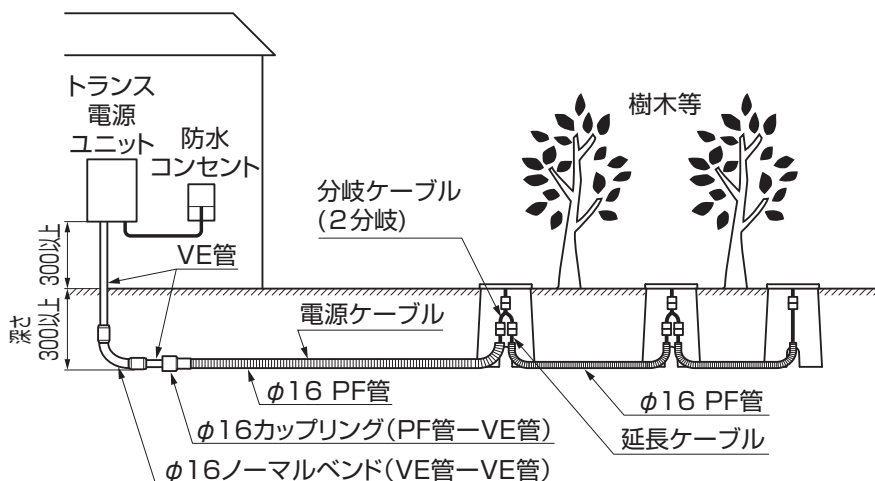 トランス
電源
ユニット
防水
コンセント
樹木等
分岐ケーブル
(2分岐)
300以上
VE管
深さ
300以上
電源ケーブル
φ16 PF管
φ16 PF管
φ16カップリング(PF管ーVE管)
延長ケーブル
φ16ノーマルベンド(VE管ーVE管)